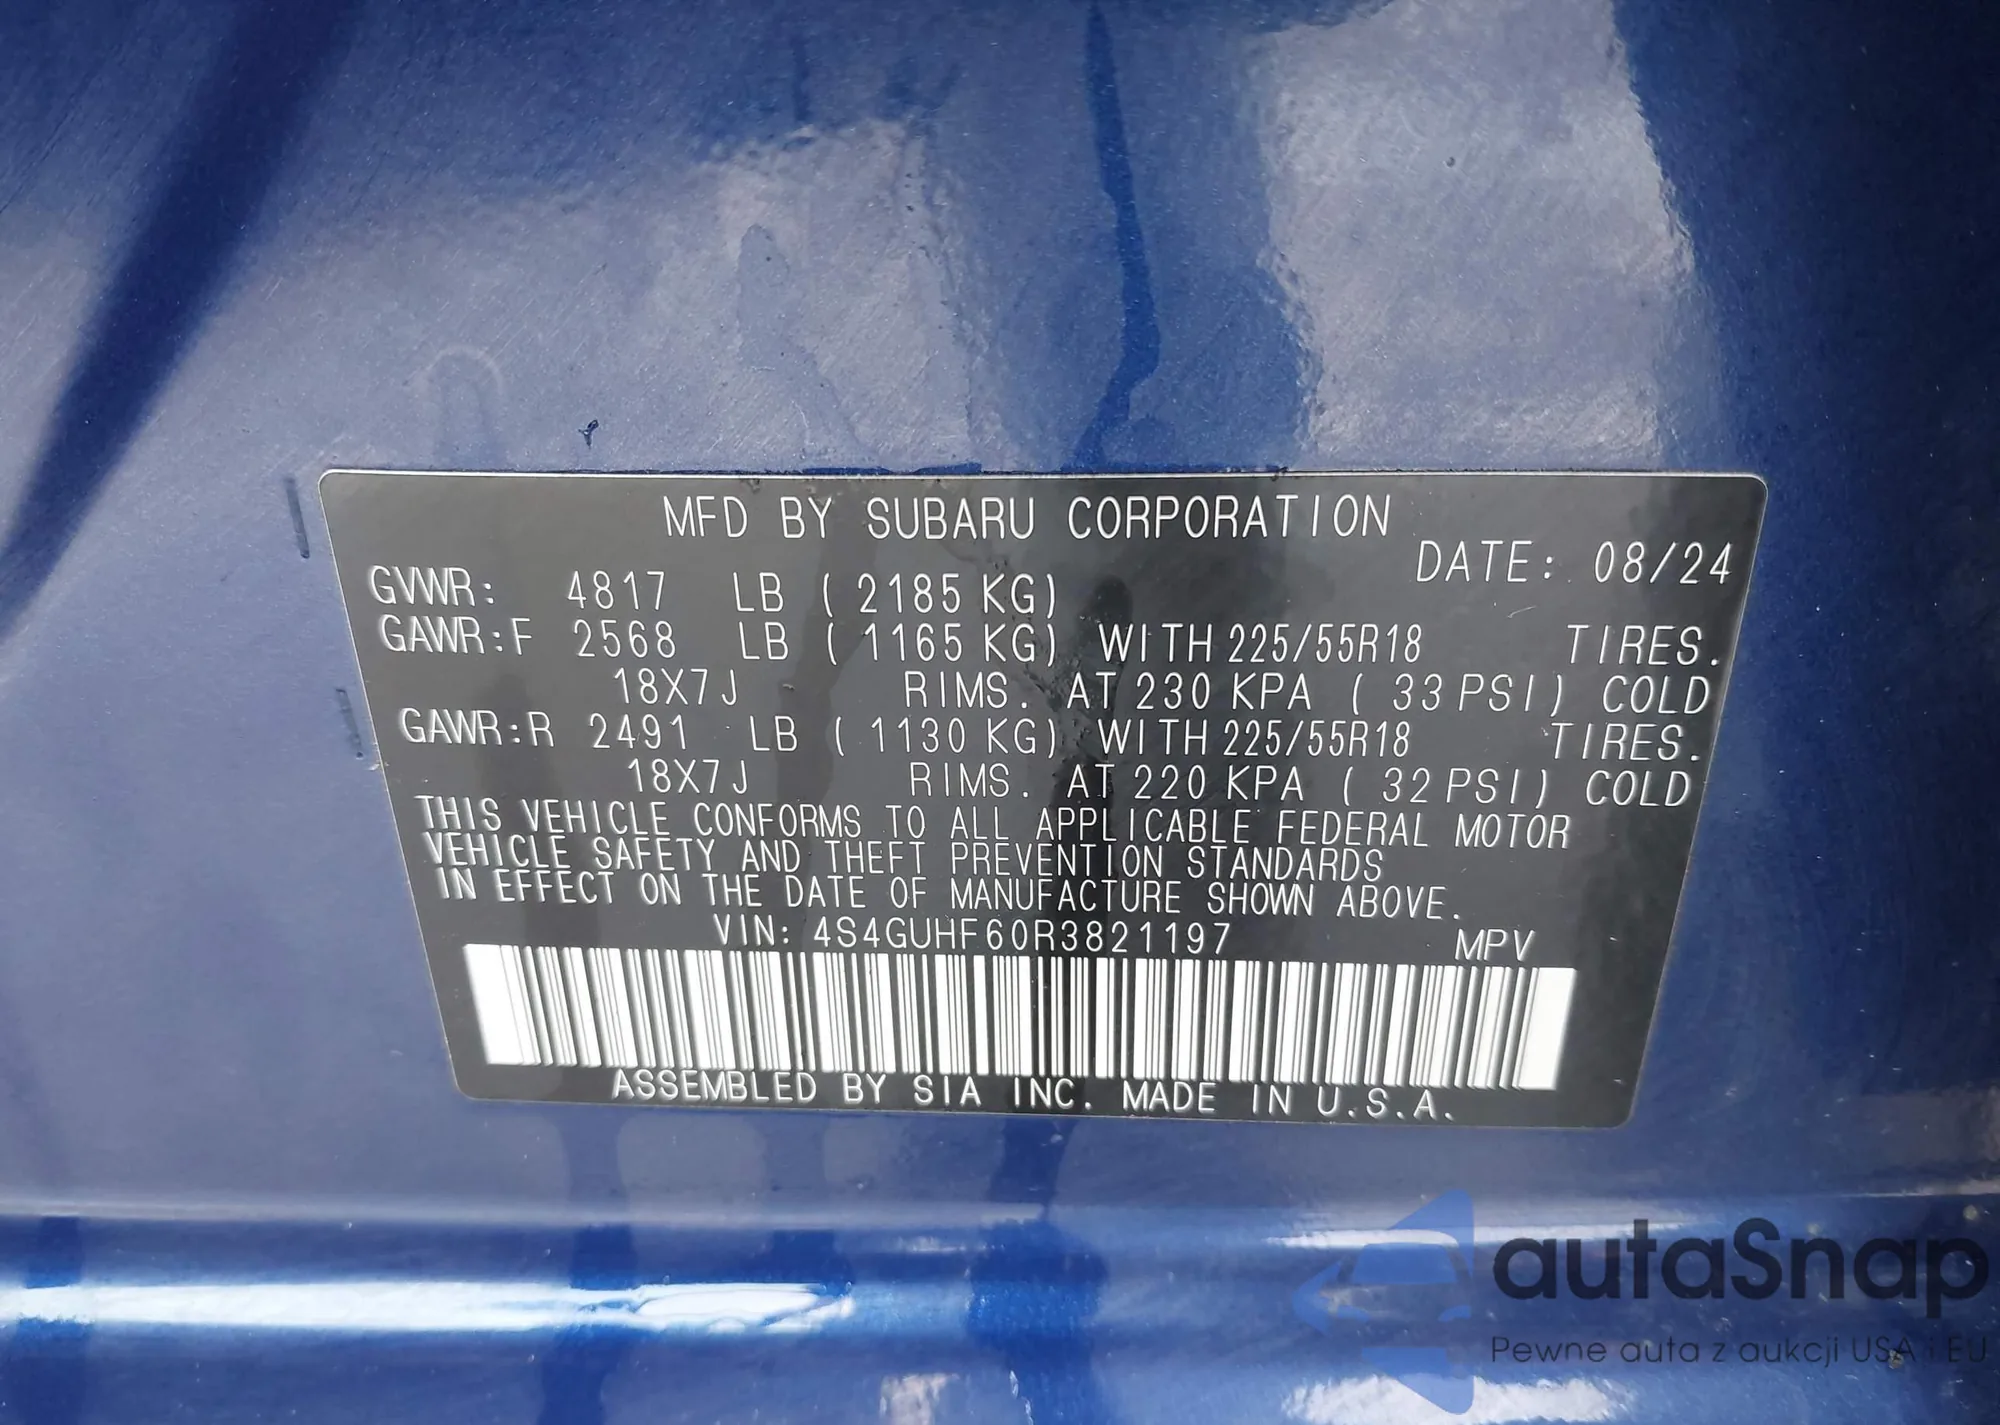 MFD BY SUBARU CORPORATION
DATE: 08/24
GVWR: 4817 LB ( 2185 KG)
GAWR:F 2568 LB ( 1165 KG) WITH 225/55R18 TIRES.
18X7J RIMS. AT 230 KPA ( 33 PSI) COLD
GAWR:R 2491 LB ( 1130 KG) WITH 225/55R18 TIRES.
18X7J RIMS. AT 220 KPA ( 32 PSI) COLD
THIS VEHICLE CONFORMS TO ALL APPLICABLE FEDERAL MOTOR
VEHICLE SAFETY AND THEFT PREVENTION STANDARDS
IN EFFECT ON THE DATE OF MANUFACTURE SHOWN ABOVE.
VIN: 4S4GUHF60R3821197 MPV
ASSEMBLED BY SIA INC. MADE IN U.S.A.
autaSnap
Pewne auta z aukcji USA i EU